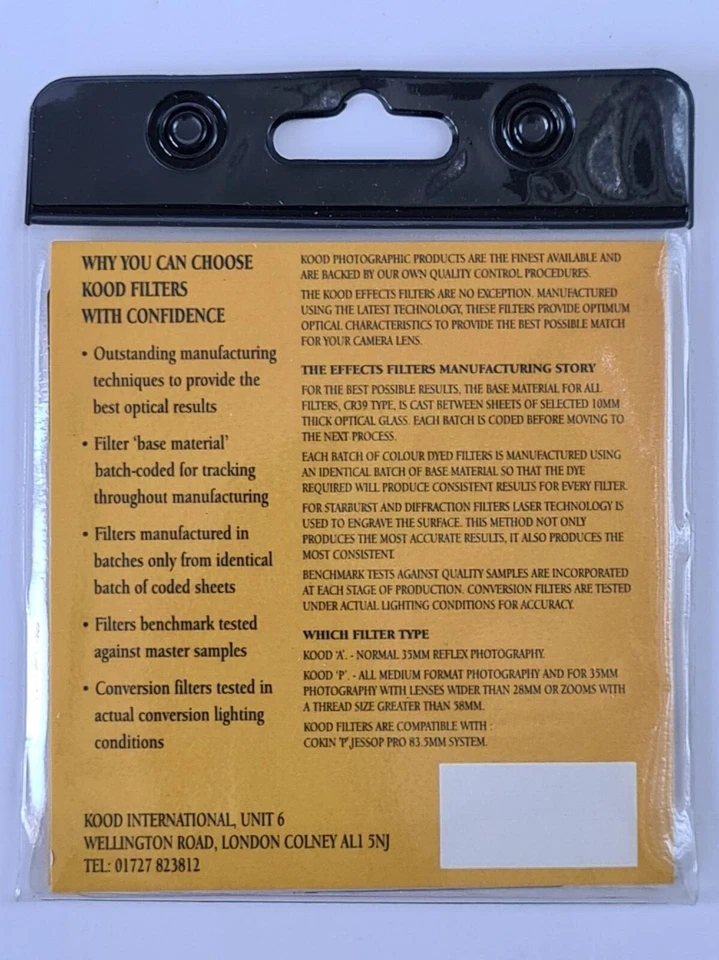 WHY YOU CAN CHOOSE
KOOD FILTERS
WITH CONFIDENCE
• Outstanding manufacturing
techniques to provide the
best optical results
• Filter 'base material'
batch-coded for tracking
throughout manufacturing
• Filters manufactured in
batches only from identical
batch of coded sheets
• Filters benchmark tested
against master samples
• Conversion filters tested in
actual conversion lighting
conditions
KOOD INTERNATIONAL, UNIT 6
WELLINGTON ROAD, LONDON COLNEY AL1 5NJ
TEL: 01727 823812
KOOD PHOTOGRAPHIC PRODUCTS ARE THE FINEST AVAILABLE AND
ARE BACKED BY OUR OWN QUALITY CONTROL PROCEDURES.
THE KOOD EFFECTS FILTERS ARE NO EXCEPTION. MANUFACTURED
USING THE LATEST TECHNOLOGY, THESE FILTERS PROVIDE OPTIMUM
OPTICAL CHARACTERISTICS TO PROVIDE THE BEST POSSIBLE MATCH
FOR YOUR CAMERA LENS.
THE EFFECTS FILTERS MANUFACTURING STORY
FOR THE BEST POSSIBLE RESULTS, THE BASE MATERIAL FOR ALL
FILTERS, CR39 TYPE, IS CAST BETWEEN SHEETS OF SELECTED 10MM
THICK OPTICAL GLASS. EACH BATCH IS CODED BEFORE MOVING TO
THE NEXT PROCESS.
EACH BATCH OF COLOUR DYED FILTERS IS MANUFACTURED USING
AN IDENTICAL BATCH OF BASE MATERIAL SO THAT THE DYE
REQUIRED WILL PRODUCE CONSISTENT RESULTS FOR EVERY FILTER.
FOR STARBURST AND DIFFRACTION FILTERS LASER TECHNOLOGY IS
USED TO ENGRAVE THE SURFACE. THIS METHOD NOT ONLY
PRODUCES THE MOST ACCURATE RESULTS, IT ALSO PRODUCES THE
MOST CONSISTENT.
BENCHMARK TESTS AGAINST QUALITY SAMPLES ARE INCORPORATED
AT EACH STAGE OF PRODUCTION. CONVERSION FILTERS ARE TESTED
UNDER ACTUAL LIGHTING CONDITIONS FOR ACCURACY.
WHICH FILTER TYPE
KOOD 'A'. - NORMAL 35MM REFLEX PHOTOGRAPHY.
KOOD 'P'. - ALL MEDIUM FORMAT PHOTOGRAPHY AND FOR 35MM
PHOTOGRAPHY WITH LENSES WIDER THAN 28MM OR ZOOMS WITH
A THREAD SIZE GREATER THAN 58MM.
KOOD FILTERS ARE COMPATIBLE WITH :
COKIN 'P', JESSOP PRO 83.5MM SYSTEM.